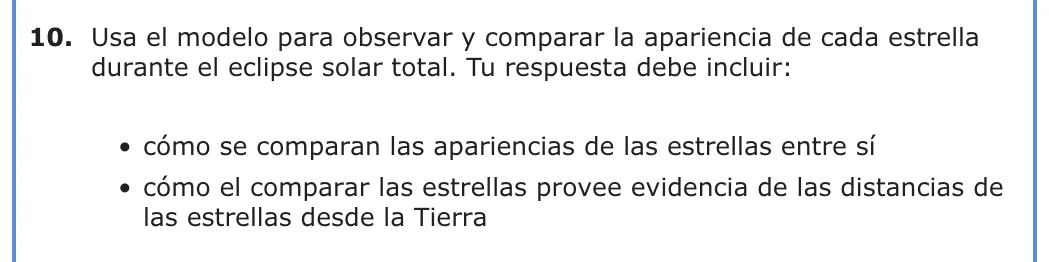 10. Usa el modelo para observar y comparar la apariencia de cada estrella
durante el eclipse solar total. Tu respuesta debe incluir:
• cómo se comparan las apariencias de las estrellas entre sí
• cómo el comparar las estrellas provee evidencia de las distancias de
las estrellas desde la Tierra